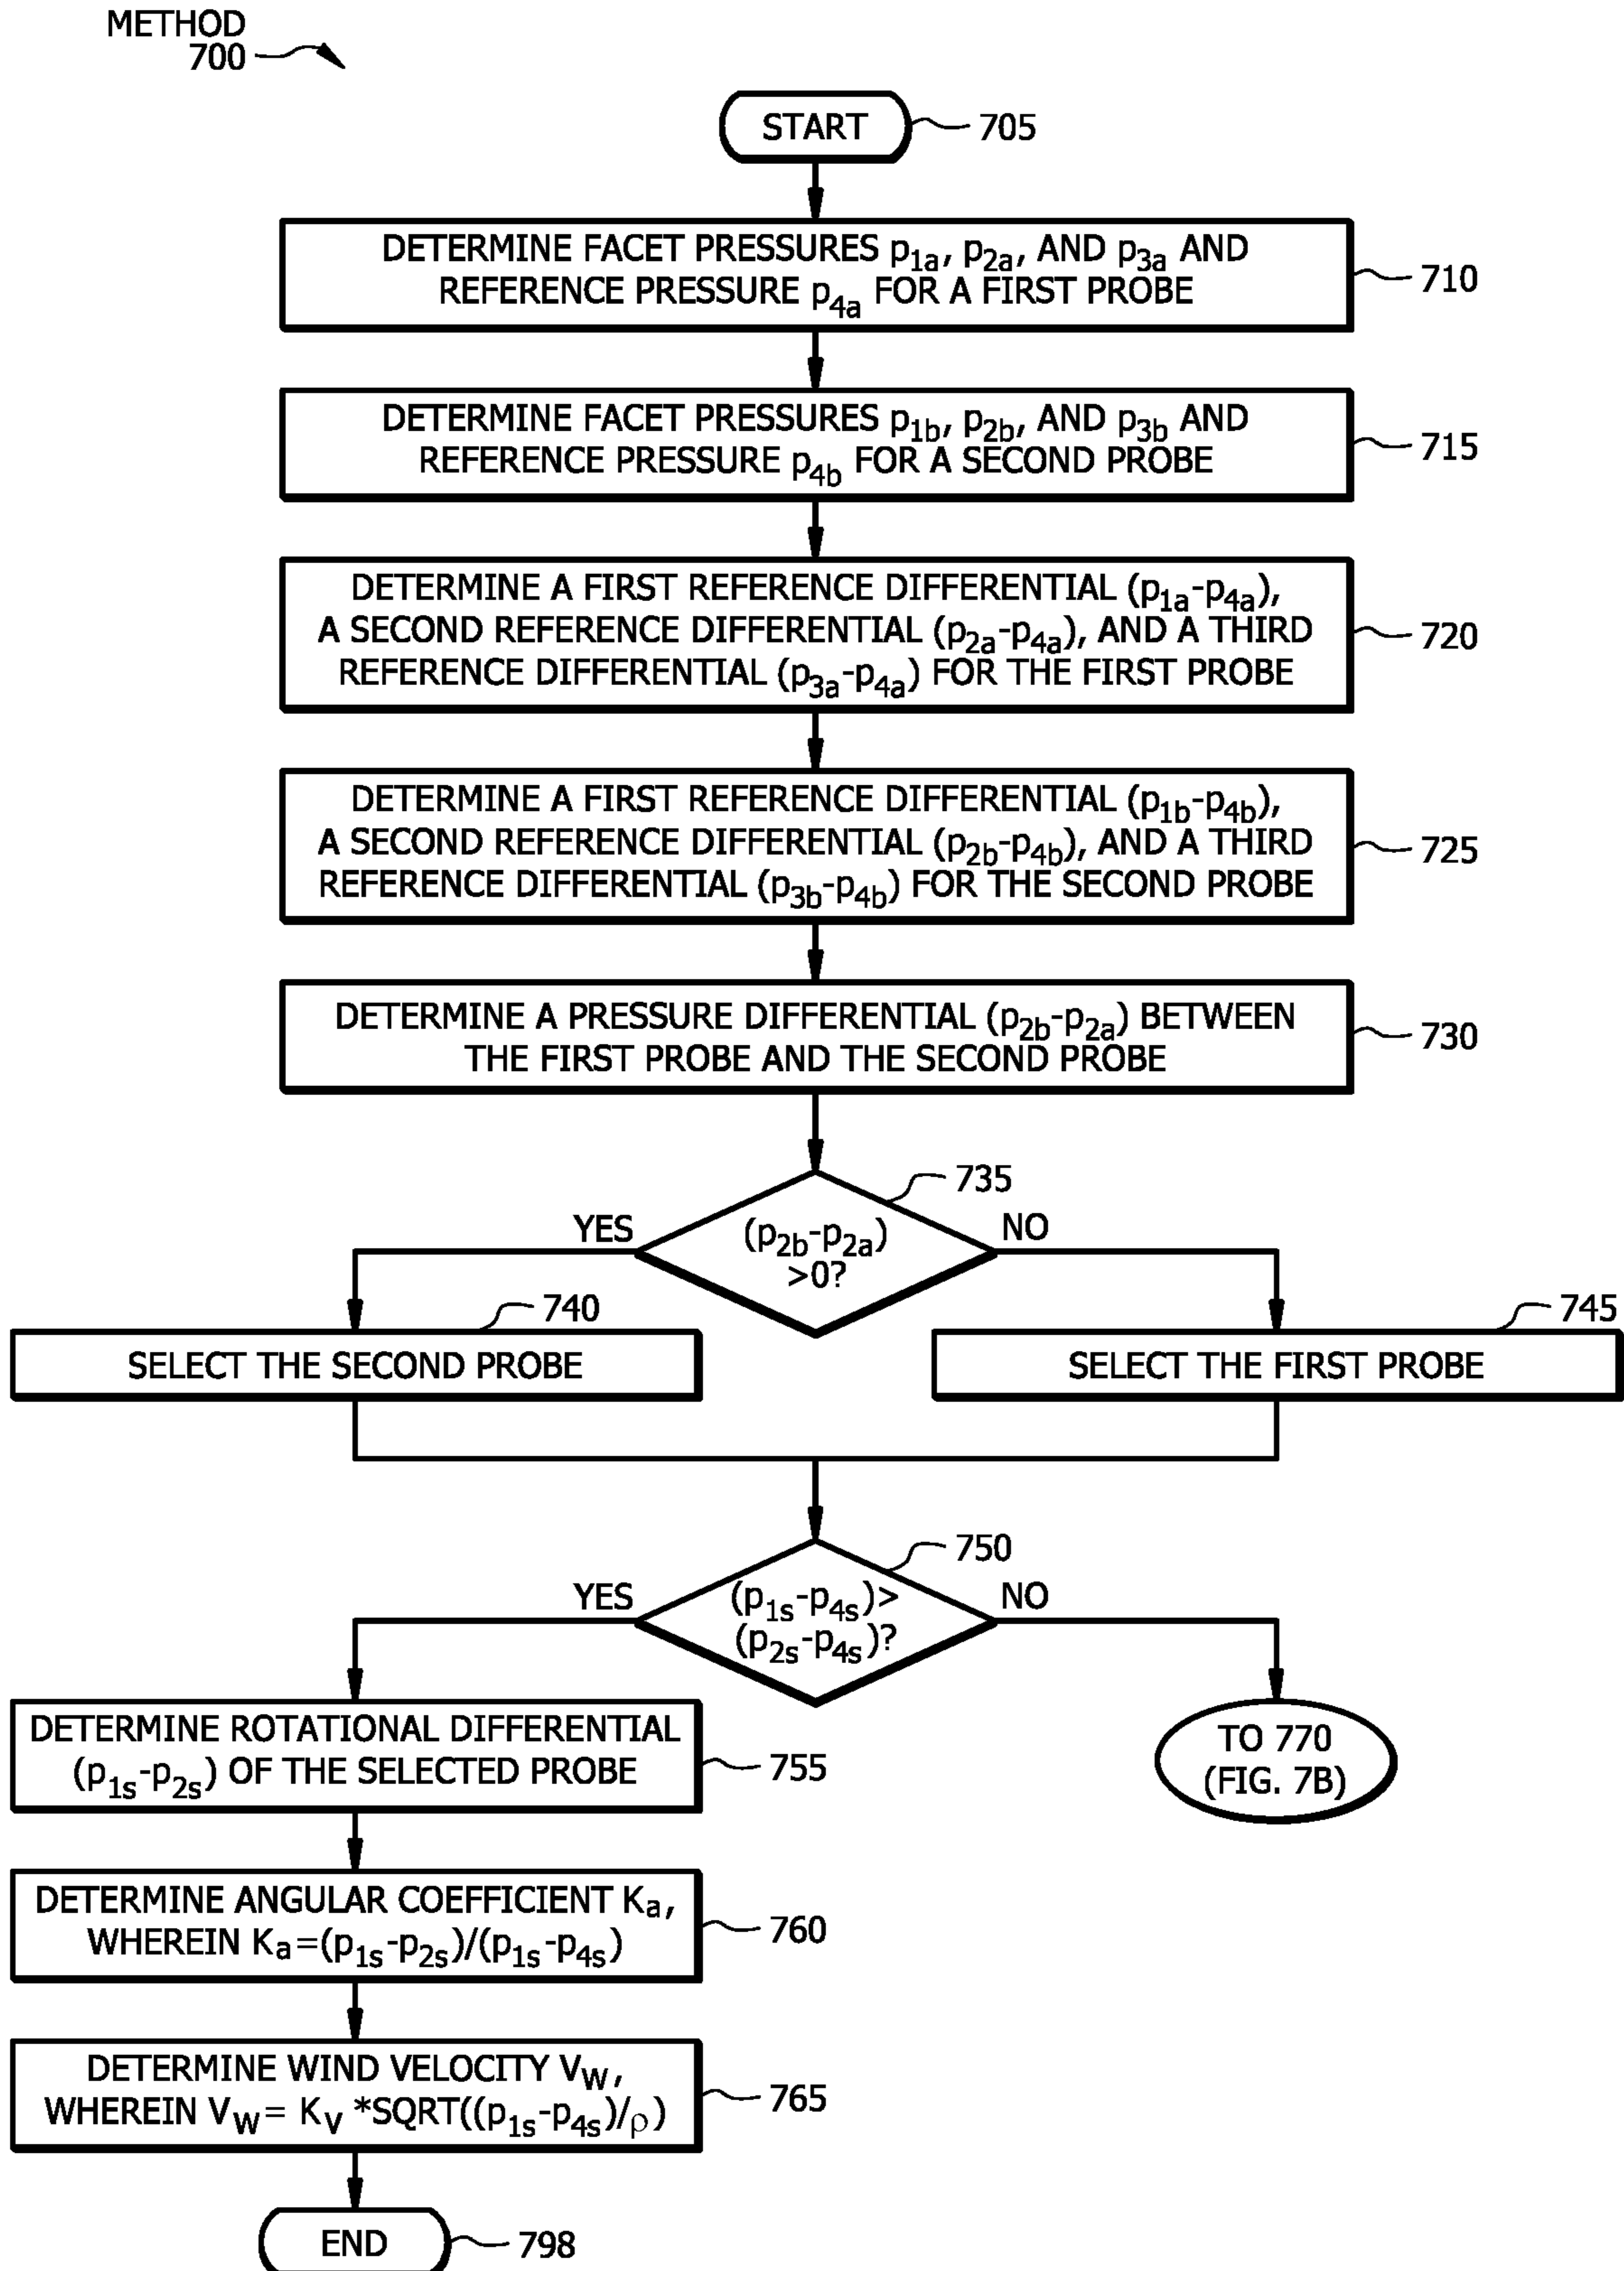 METHOD
700
START
705
DETERMINE FACET PRESSURES p1a, p2a, AND p3a AND
REFERENCE PRESSURE p4a FOR A FIRST PROBE
710
DETERMINE FACET PRESSURES p1b, p2b, AND p3b AND
REFERENCE PRESSURE p4b FOR A SECOND PROBE
715
DETERMINE A FIRST REFERENCE DIFFERENTIAL (p1a-p4a),
A SECOND REFERENCE DIFFERENTIAL (p2a-p4a), AND A THIRD
REFERENCE DIFFERENTIAL (p3a-p4a) FOR THE FIRST PROBE
720
DETERMINE A FIRST REFERENCE DIFFERENTIAL (p1b-p4b),
A SECOND REFERENCE DIFFERENTIAL (p2b-p4b), AND A THIRD
REFERENCE DIFFERENTIAL (p3b-p4b) FOR THE SECOND PROBE
725
DETERMINE A PRESSURE DIFFERENTIAL (p2b-p2a) BETWEEN
THE FIRST PROBE AND THE SECOND PROBE
730
735
YES
(p2b-p2a)
>0?
NO
740
SELECT THE SECOND PROBE
745
SELECT THE FIRST PROBE
750
YES
(p1s-p4s)>
(p2s-p4s)?
NO
DETERMINE ROTATIONAL DIFFERENTIAL
(p1s-p2s) OF THE SELECTED PROBE
755
TO 770
(FIG. 7B)
DETERMINE ANGULAR COEFFICIENT Ka,
WHEREIN Ka=(p1s-p2s)/(p1s-p4s)
760
DETERMINE WIND VELOCITY VW,
WHEREIN VW= KV *SQRT((p1s-p4s)/ρ)
765
END
798